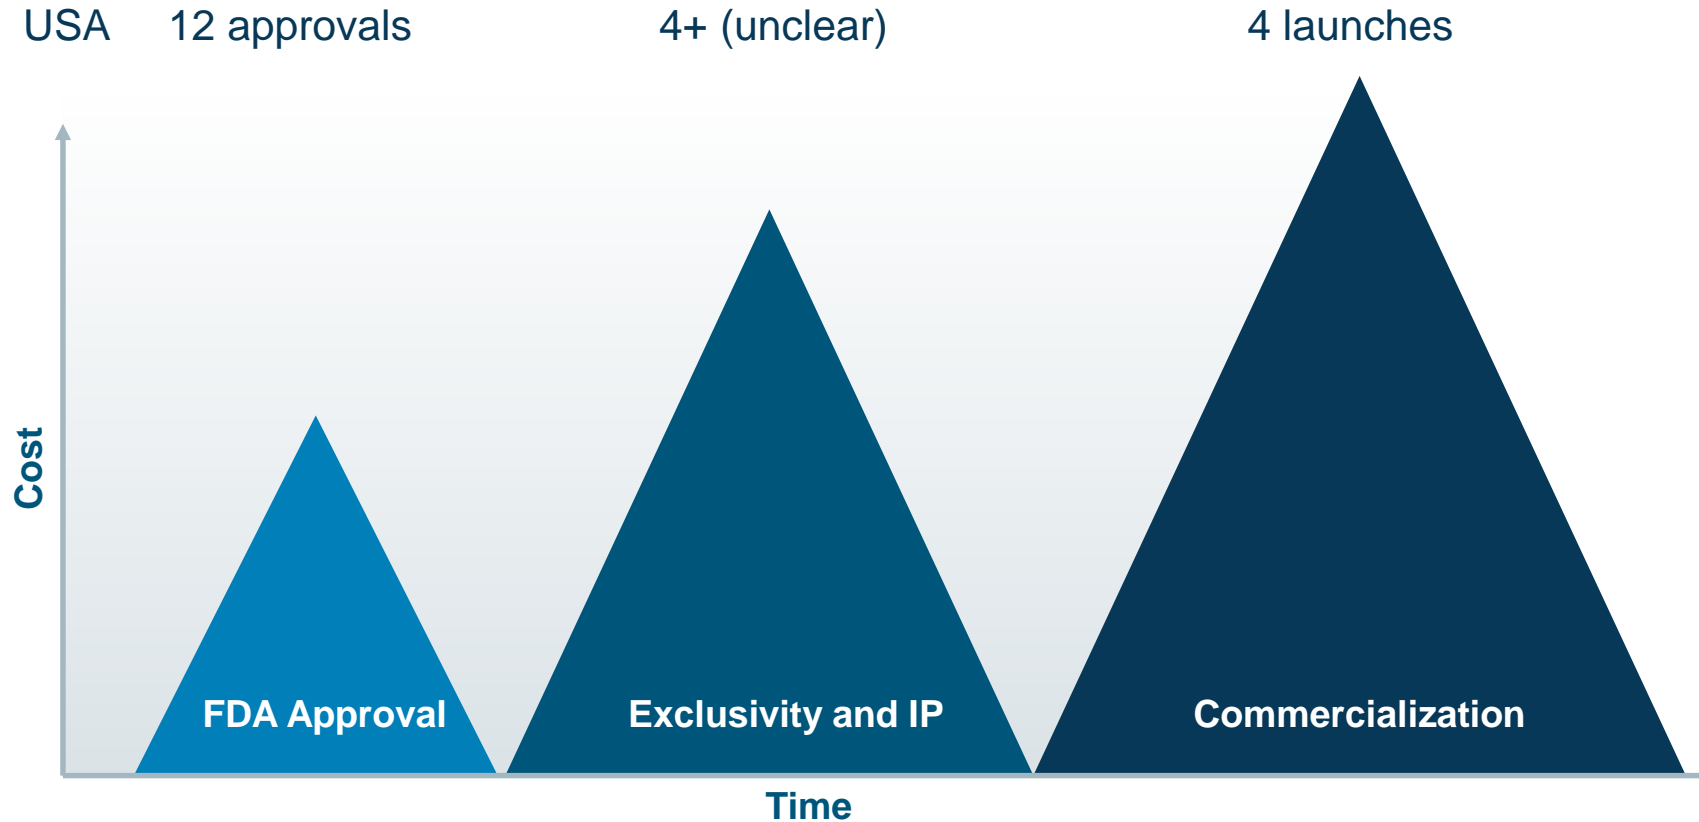 USA 12 approvals 4+ (unclear) 4 launches
Cost
FDA Approval Exclusivity and IP Commercialization
Time